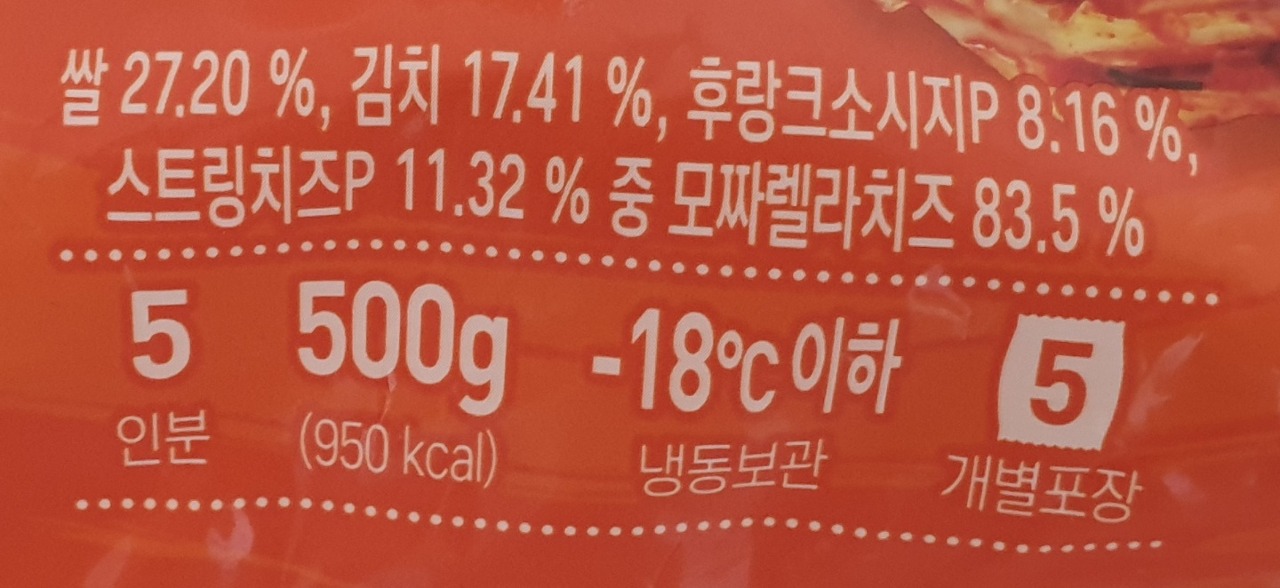 쌀 27.20 %, 김치 17.41 %, 후랑크소시지P 8.16 %,
스트링치즈P 11.32 % 중 모짜렐라치즈 83.5 %
5 500g -18℃ 이하 5
인분 (950 kcal) 냉동보관 개별포장